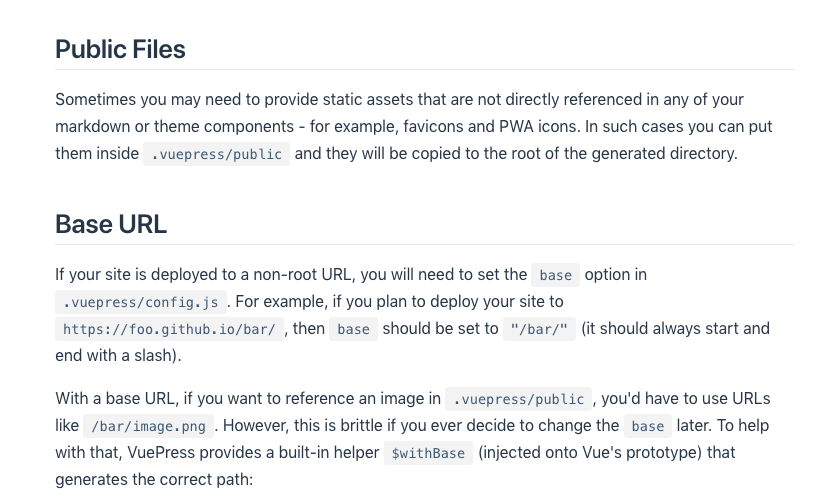 Public Files
Sometimes you may need to provide static assets that are not directly referenced in any of your
markdown or theme components - for example, favicons and PWA icons. In such cases you can put
them inside .vuepress/public and they will be copied to the root of the generated directory.
Base URL
If your site is deployed to a non-root URL, you will need to set the base option in
.vuepress/config.js . For example, if you plan to deploy your site to
https://foo.github.io/bar/ , then base should be set to "/bar/" (it should always start and
end with a slash).
With a base URL, if you want to reference an image in .vuepress/public , you'd have to use URLs
like /bar/image.png . However, this is brittle if you ever decide to change the base later. To help
with that, VuePress provides a built-in helper $withBase (injected onto Vue's prototype) that
generates the correct path: